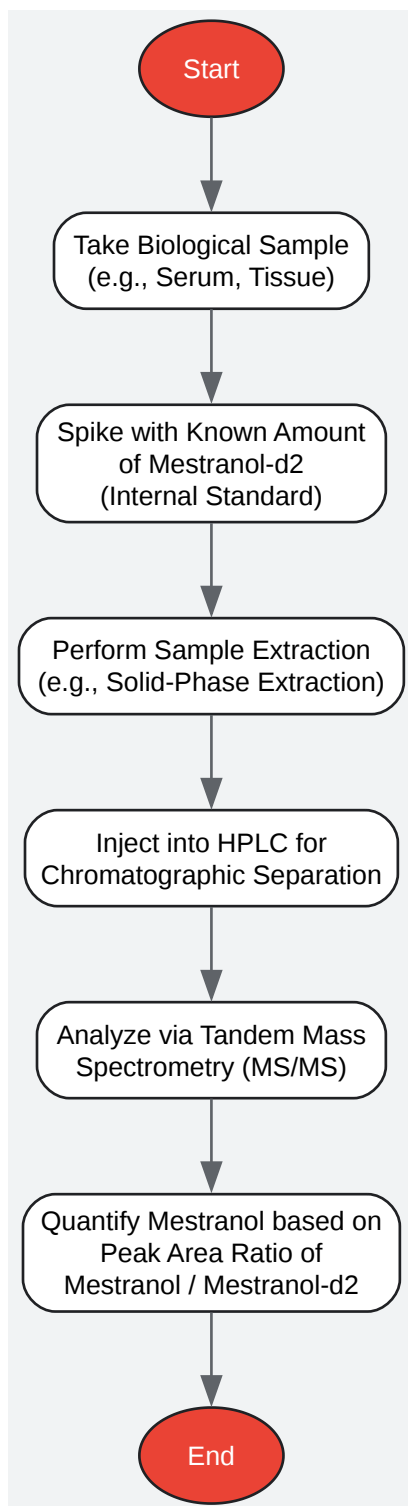 Start
Take Biological Sample
(e.g., Serum, Tissue)
Spike with Known Amount
of Mestranol-d2
(Internal Standard)
Perform Sample Extraction
(e.g., Solid-Phase Extraction)
Inject into HPLC for
Chromatographic Separation
Analyze via Tandem Mass
Spectrometry (MS/MS)
Quantify Mestranol based on
Peak Area Ratio of
Mestranol / Mestranol-d2
End